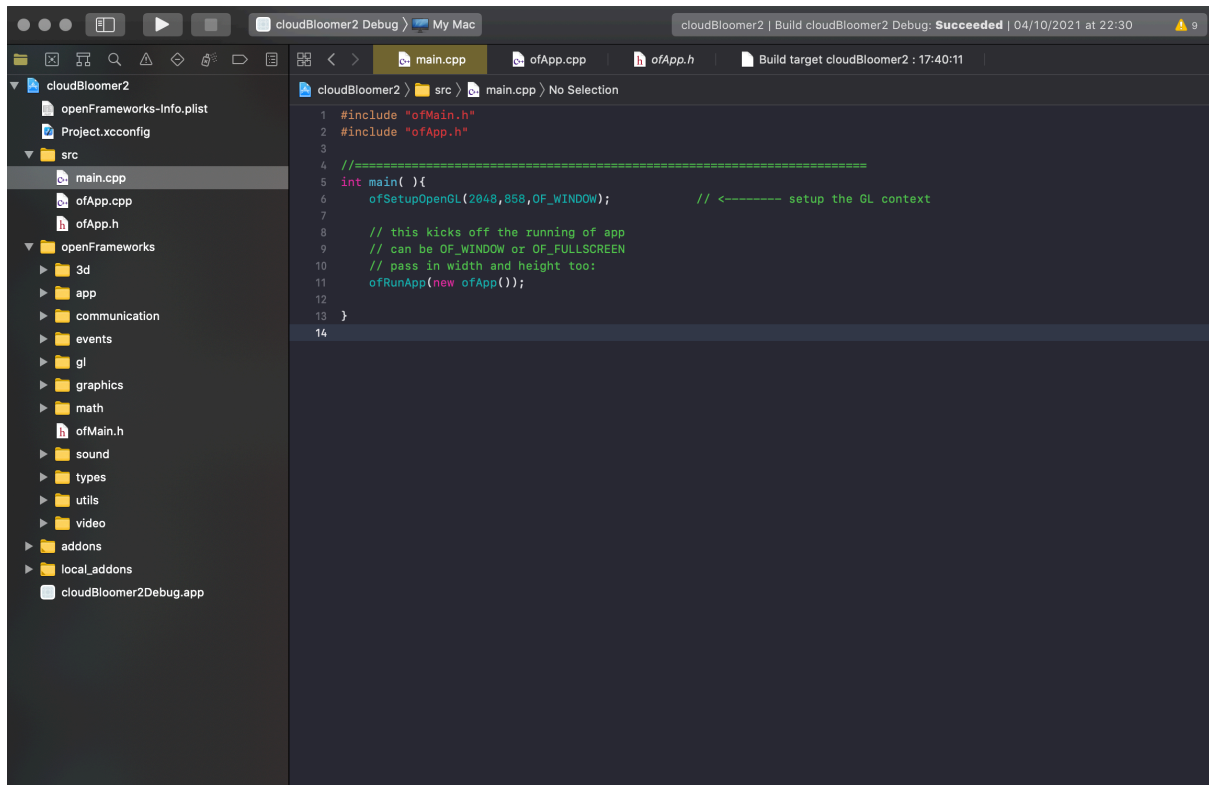 cloudBloomer2 Debug 〉 My Mac
cloudBloomer2 | Build cloudBloomer2 Debug: Succeeded | 04/10/2021 at 22:30
9
main.cpp
ofApp.cpp
ofApp.h
Build target cloudBloomer2 : 17:40:11
cloudBloomer2 〉 src 〉 main.cpp 〉 No Selection
cloudBloomer2
openFrameworks-Info.plist
Project.xcconfig
src
main.cpp
ofApp.cpp
ofApp.h
openFrameworks
3d
app
communication
events
gl
graphics
math
ofMain.h
sound
types
utils
video
addons
local_addons
cloudBloomer2Debug.app
1 #include "ofMain.h"
2 #include "ofApp.h"
3
4 //========================================================================
5 int main( ){
6 ofSetupOpenGL(2048,858,OF_WINDOW); // <-------- setup the GL context
7
8 // this kicks off the running of app
9 // can be OF_WINDOW or OF_FULLSCREEN
10 // pass in width and height too:
11 ofRunApp(new ofApp());
12
13 }
14